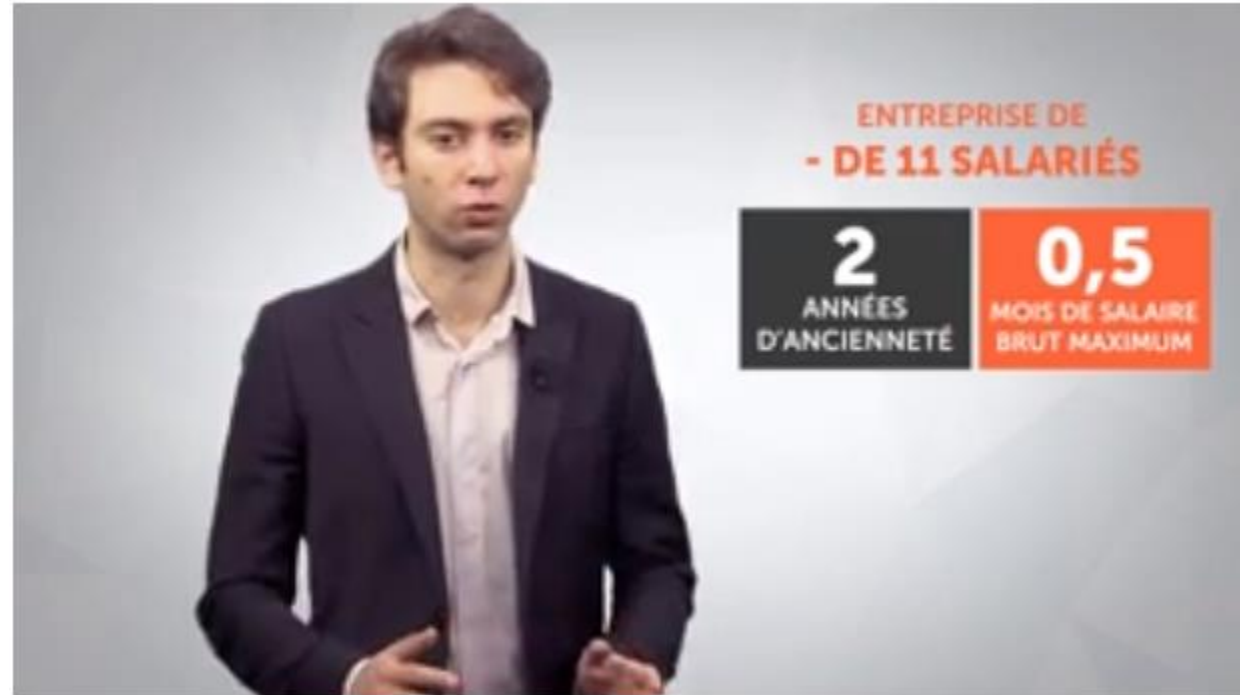 ENTREPRISE DE
- DE 11 SALARIÉS
2
ANNÉES
D'ANCIENNETÉ
0,5
MOIS DE SALAIRE
BRUT MAXIMUM